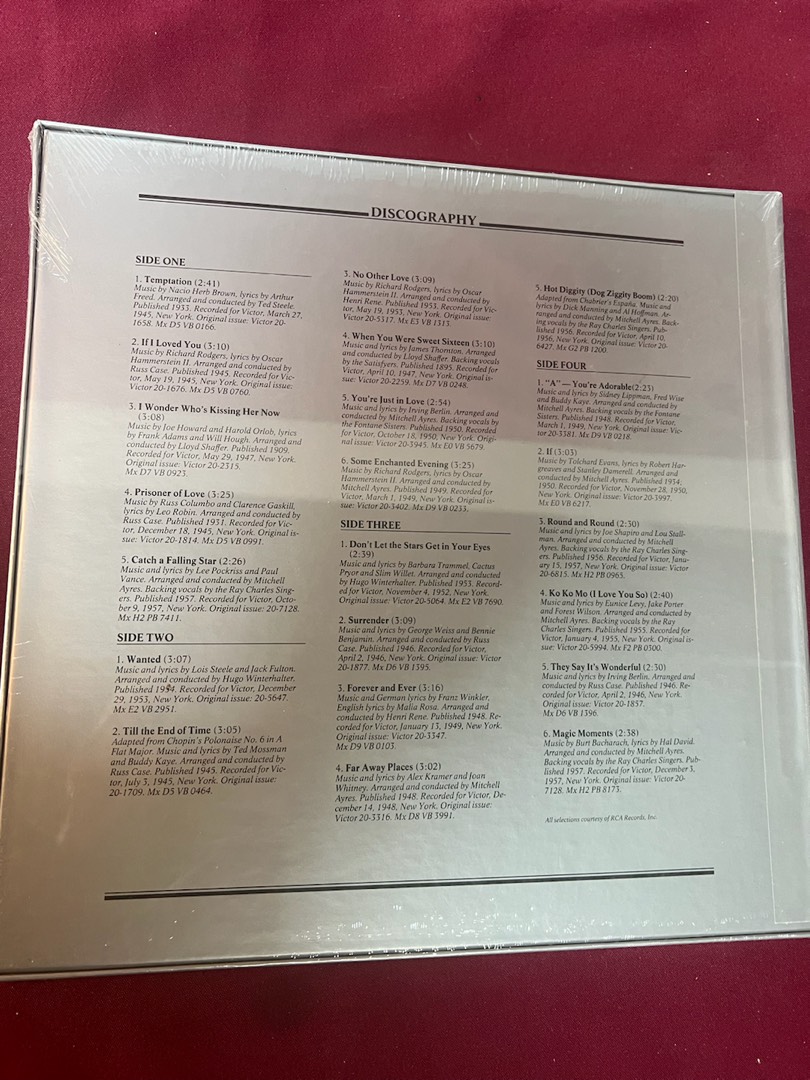 DISCOGRAPHY
SIDE ONE
1. Temptation (2:41)
Music by Nacio Herb Brown, lyrics by Arthur
Freed. Arranged and conducted by Ted Steele.
Published 1933. Recorded for Victor, March 27,
1945, New York. Original issue: Victor 20-
1658. Mx D5 VB 0166.
2. If I Loved You (3:10)
Music by Richard Rodgers, lyrics by Oscar
Hammerstein II. Arranged and conducted by
Russ Case. Published 1945. Recorded for Vic-
tor, May 19, 1945, New York. Original issue:
Victor 20-1676. Mx D5 VB 0760.
3. I Wonder Who's Kissing Her Now
(3:08)
Music by Joe Howard and Harold Orlob, lyrics
by Frank Adams and Will Hough. Arranged and
conducted by Lloyd Shaffer. Published 1909.
Recorded for Victor, May 29, 1947, New York.
Original issue: Victor 20-2315.
Mx D7 VB 0923.
4. Prisoner of Love (3:25)
Music by Russ Columbo and Clarence Gaskill,
lyrics by Leo Robin. Arranged and conducted by
Russ Case. Published 1931. Recorded for Vic-
tor, December 18, 1945, New York. Original is-
sue: Victor 20-1814. Mx D5 VB 0991.
5. Catch a Falling Star (2:26)
Music and lyrics by Lee Pockriss and Paul
Vance. Arranged and conducted by Mitchell
Ayres. Backing vocals by the Ray Charles Sing-
ers. Published 1957. Recorded for Victor, Octo-
ber 9, 1957, New York. Original issue: 20-7128.
Mx H2 PB 7411.
SIDE TWO
1. Wanted (3:07)
Music and lyrics by Lois Steele and Jack Fulton.
Arranged and conducted by Hugo Winterhalter.
Published 1954. Recorded for Victor, December
29, 1953, New York. Original issue: 20-5647.
Mx E2 VB 2951.
2. Till the End of Time (3:05)
Adapted from Chopin's Polonaise No. 6 in A
Flat Major. Music and lyrics by Ted Mossman
and Buddy Kaye. Arranged and conducted by
Russ Case. Published 1945. Recorded for Vic-
tor, July 3, 1945, New York. Original issue:
20-1709. Mx D5 VB 0464.
3. No Other Love (3:09)
Music by Richard Rodgers, lyrics by Oscar
Hammerstein II. Arranged and conducted by
Henri Rene. Published 1953. Recorded for Vic-
tor, May 19, 1953, New York. Original issue:
Victor 20-5317. Mx E3 VB 1313.
4. When You Were Sweet Sixteen (3:10)
Music and lyrics by James Thornton. Arranged
and conducted by Lloyd Shaffer. Backing vocals
by the Satisfyers. Published 1895. Recorded for
Victor, April 10, 1947, New York. Original is-
sue: Victor 20-2259. Mx D7 VB 0248.
5. You're Just in Love (2:54)
Music and lyrics by Irving Berlin. Arranged and
conducted by Mitchell Ayres. Backing vocals by
the Fontane Sisters. Published 1950. Recorded
for Victor, October 18, 1950, New York. Origi-
nal issue: Victor 20-3945. Mx E0 VB 5679.
6. Some Enchanted Evening (3:25)
Music by Richard Rodgers, lyrics by Oscar
Hammerstein II. Arranged and conducted by
Mitchell Ayres. Published 1949. Recorded for
Victor, March 1, 1949, New York. Original is-
sue: Victor 20-3402. Mx D9 VB 0233.
SIDE THREE
1. Don't Let the Stars Get in Your Eyes
(2:39)
Music and lyrics by Barbara Trammel, Cactus
Pryor and Slim Willet. Arranged and conducted
by Hugo Winterhalter. Published 1953. Record-
ed for Victor, November 4, 1952, New York.
Original issue: Victor 20-5064. Mx E2 VB 7690.
2. Surrender (3:09)
Music and lyrics by George Weiss and Bennie
Benjamin. Arranged and conducted by Russ
Case. Published 1946. Recorded for Victor,
April 2, 1946, New York. Original issue: Victor
20-1877. Mx D6 VB 1395.
3. Forever and Ever (3:16)
Music and German lyrics by Franz Winkler,
English lyrics by Malia Rosa. Arranged and
conducted by Henri Rene. Published 1948. Re-
corded for Victor, January 13, 1949, New York.
Original issue: Victor 20-3347.
Mx D9 VB 0103.
4. Far Away Places (3:02)
Music and lyrics by Alex Kramer and Joan
Whitney. Arranged and conducted by Mitchell
Ayres. Published 1948. Recorded for Victor, De-
cember 14, 1948, New York. Original issue:
Victor 20-3316. Mx D8 VB 3991.
5. Hot Diggity (Dog Ziggity Boom) (2:20)
Adapted from Chabrier's España. Music and
lyrics by Dick Manning and Al Hoffman. Ar-
ranged and conducted by Mitchell Ayres. Back-
ing vocals by the Ray Charles Singers. Pub-
lished 1956. Recorded for Victor, April 10,
1956, New York. Original issue: Victor 20-
6427. Mx G2 PB 1200.
SIDE FOUR
1. "A" — You're Adorable (2:23)
Music and lyrics by Sidney Lippman, Fred Wise
and Buddy Kaye. Arranged and conducted by
Mitchell Ayres. Backing vocals by the Fontane
Sisters. Published 1948. Recorded for Victor,
March 1, 1949, New York. Original issue: Vic-
tor 20-3381. Mx D9 VB 0218.
2. If (3:03)
Music by Tolchard Evans, lyrics by Robert Har-
greaves and Stanley Damerell. Arranged and
conducted by Mitchell Ayres. Published 1934;
1950. Recorded for Victor, November 28, 1950,
New York. Original issue: Victor 20-3997.
Mx E0 VB 6217.
3. Round and Round (2:30)
Music by Joe Shapiro and Lou Stall-
man. Arranged and conducted by Mitchell
Ayres. Backing vocals by the Ray Charles Sing-
ers. Published 1956. Recorded for Victor, Janu-
ary 15, 1957, New York. Original issue: Victor
20-6815. Mx H2 PB 0965.
4. Ko Ko Mo (I Love You So) (2:40)
Music and lyrics by Eunice Levy, Jake Porter
and Forest Wilson. Arranged and conducted by
Mitchell Ayres. Backing vocals by the Ray
Charles Singers. Published 1955. Recorded for
Victor, January 4, 1955, New York. Original is-
sue: Victor 20-5994. Mx F2 PB 0300.
5. They Say It's Wonderful (2:30)
Music and lyrics by Irving Berlin. Arranged and
conducted by Russ Case. Published 1946. Re-
corded for Victor, April 2, 1946, New York.
Original issue: Victor 20-1857.
Mx D6 VB 1396.
6. Magic Moments (2:38)
Music by Burt Bacharach, lyrics by Hal David.
Arranged and conducted by Mitchell Ayres.
Backing vocals by the Ray Charles Singers. Pub-
lished 1957. Recorded for Victor, December 3,
1957, New York. Original issue: Victor 20-
7128. Mx H2 PB 8173.
All selections courtesy of RCA Records, Inc.